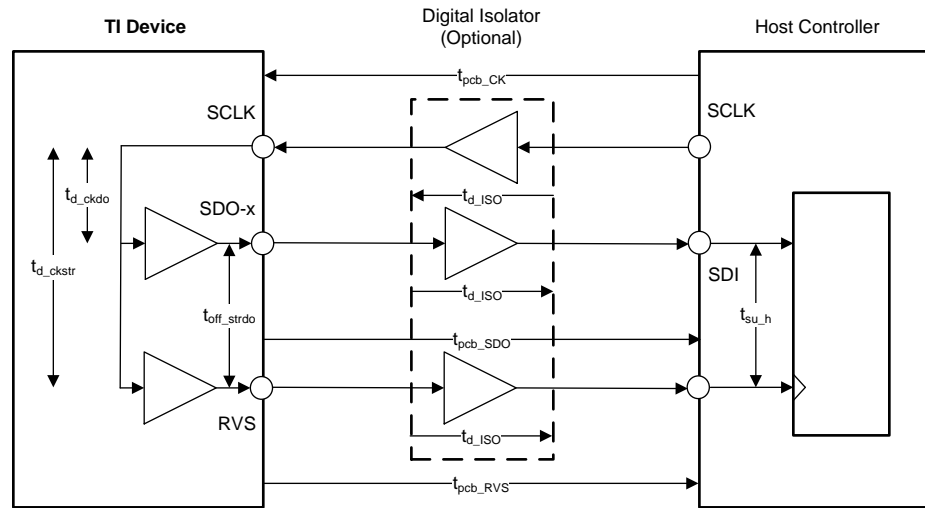 TI Device
Digital Isolator
(Optional)
Host Controller
t_pcb_CK
SCLK
SCLK
t_d_ckdo
t_d_ISO
SDO-x
t_d_ckstr
SDI
t_d_ISO
t_off_strdo
t_su_h
t_pcb_SDO
RVS
t_d_ISO
t_pcb_RVS